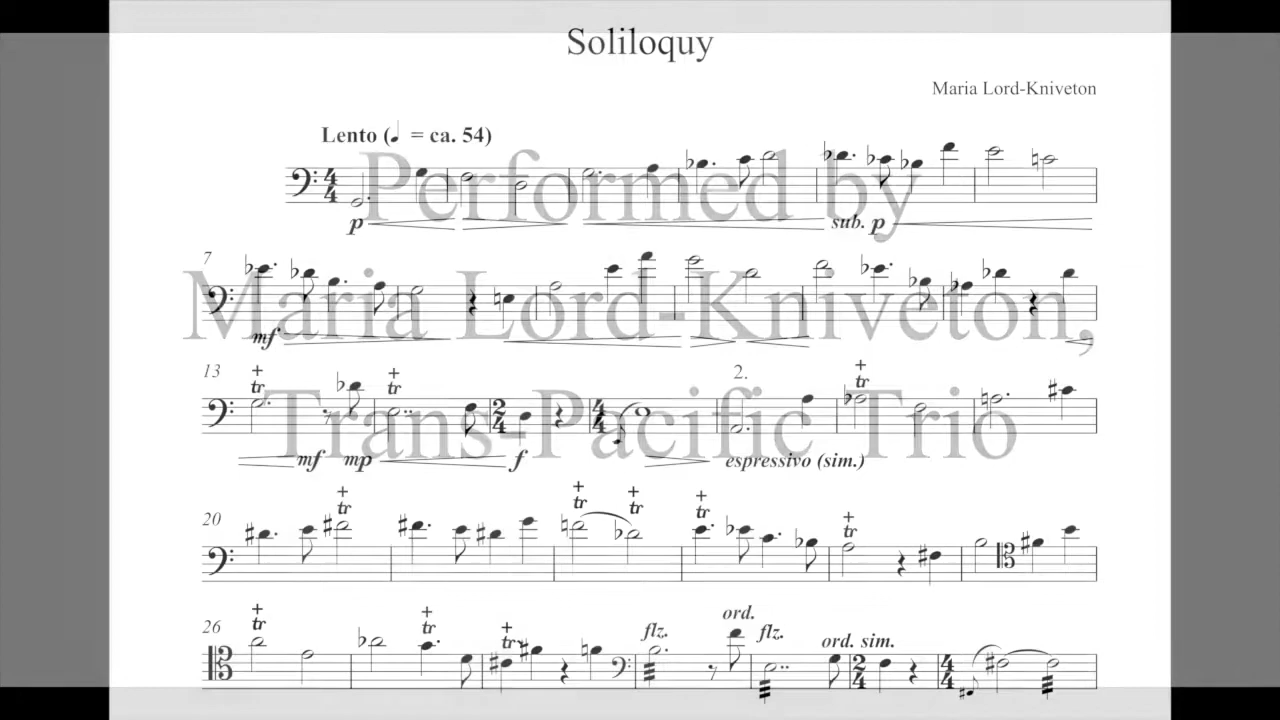 Soliloquy
Maria Lord-Kniveton
Lento (♩ = ca. 54)
Performed by
p sub. p
7
Maria Lord-Kniveton,
mf
13 + tr + tr 2. + tr
Trans-Pacific Trio
mf mp f espressivo (sim.)
20 + tr + tr + tr + tr + tr
26 + tr + tr + tr flz. ord. flz. ord. sim.